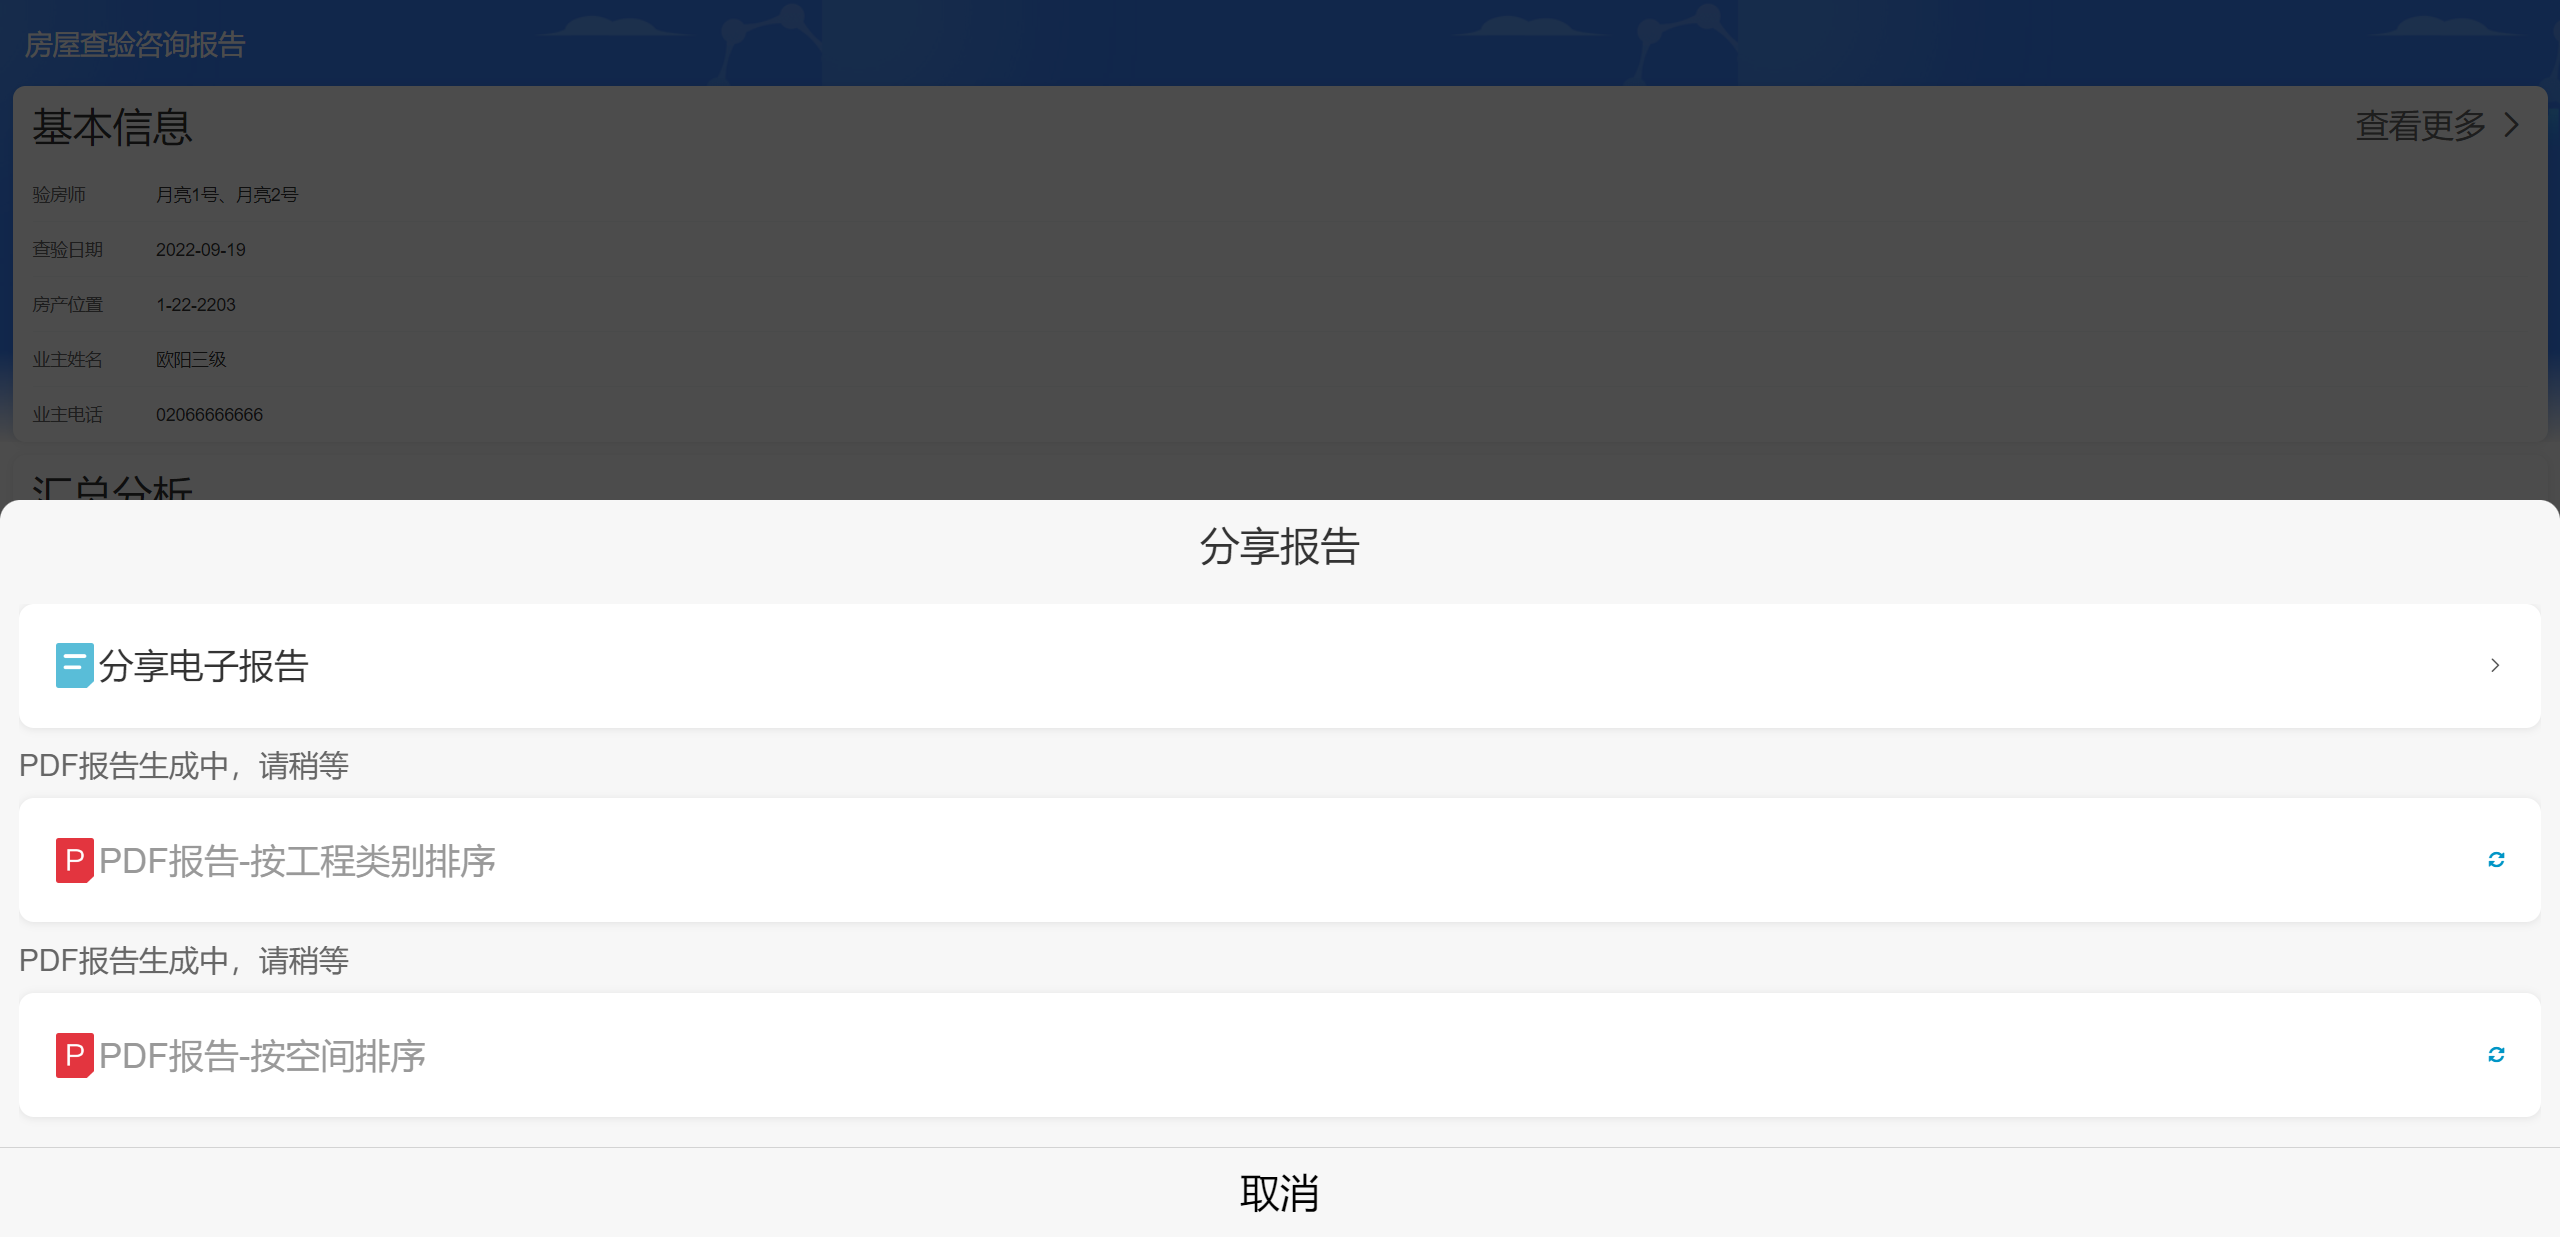 房屋查验咨询报告
基本信息
查看更多
验房师 月亮1号、月亮2号
查验日期 2022-09-19
房产位置 1-22-2203
业主姓名 欧阳三级
业主电话 02066666666
汇总分析
分享报告
分享电子报告
PDF报告生成中，请稍等
P PDF报告-按工程类别排序
PDF报告生成中，请稍等
P PDF报告-按空间排序
取消